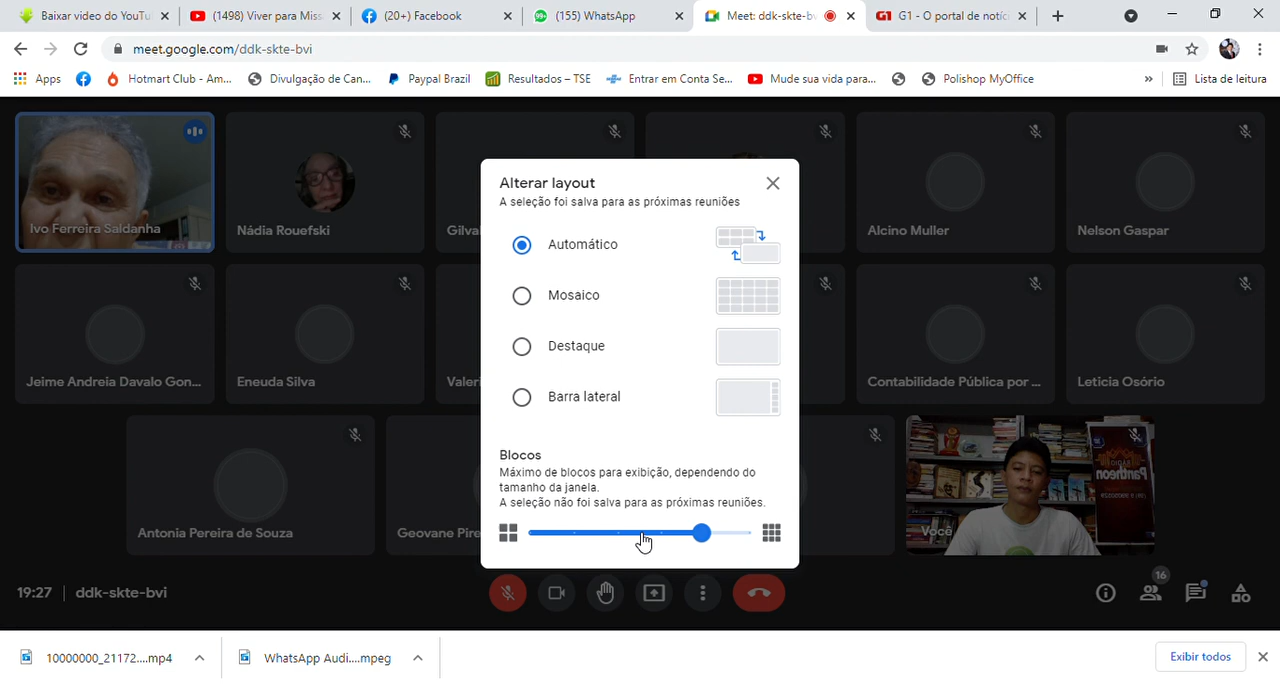 Baixar video do YouTu
(1498) Viver para Miss
(20+) Facebook
99+
(155) WhatsApp
Meet: ddk-skte-bv
G1
G1 - O portal de notíc
meet.google.com/ddk-skte-bvi
Apps
Hotmart Club - Am...
Divulgação de Can...
Paypal Brazil
Resultados – TSE
Entrar em Conta Se...
Mude sua vida para...
Polishop MyOffice
»
Lista de leitura
Ivo Ferreira Saldanha
Nádia Rouefski
Gilva
Alcino Muller
Nelson Gaspar
Jeime Andreia Davalo Gon...
Eneuda Silva
Valeri
Contabilidade Pública por ...
Leticia Osório
Antonia Pereira de Souza
Geovane Pire
Você
Pantheon
Alterar layout
A seleção foi salva para as próximas reuniões
Automático
Mosaico
Destaque
Barra lateral
Blocos
Máximo de blocos para exibição, dependendo do
tamanho da janela.
A seleção não foi salva para as próximas reuniões.
19:27 | ddk-skte-bvi
16
10000000_21172....mp4
WhatsApp Audi....mpeg
Exibir todos